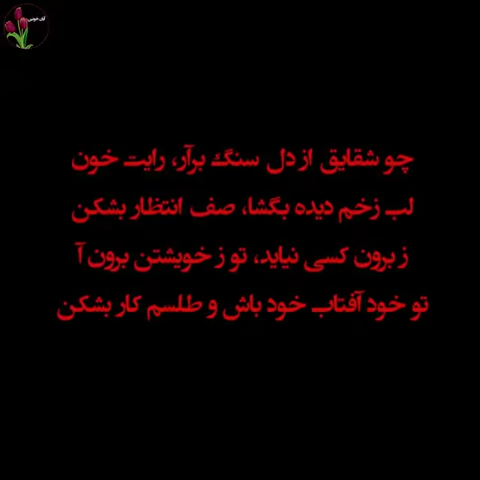 چو شقایق از دل سنگ برآر، رایت خون
لب زخم دیده بگشا، صف انتظار بشکن
ز برون کسی نیاید، تو ز خویشتن برون آ
تو خود آفتاب خود باش و طلسم کار بشکن